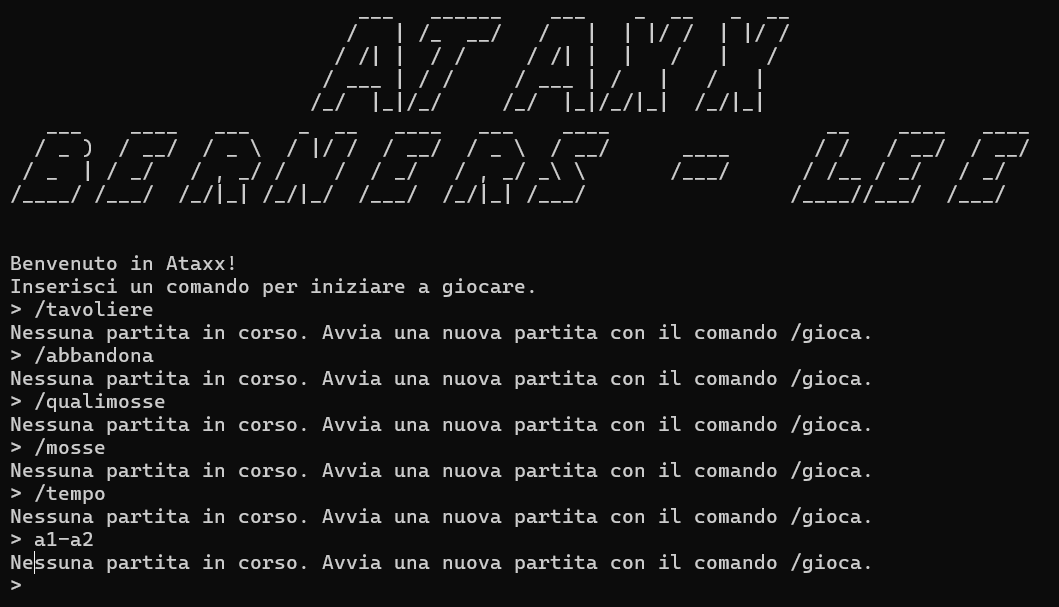 ATAXX
BERNERS - LEE
Benvenuto in Ataxx!
Inserisci un comando per iniziare a giocare.
> /tavoliere
Nessuna partita in corso. Avvia una nuova partita con il comando /gioca.
> /abbandona
Nessuna partita in corso. Avvia una nuova partita con il comando /gioca.
> /qualimosse
Nessuna partita in corso. Avvia una nuova partita con il comando /gioca.
> /mosse
Nessuna partita in corso. Avvia una nuova partita con il comando /gioca.
> /tempo
Nessuna partita in corso. Avvia una nuova partita con il comando /gioca.
> a1-a2
Nessuna partita in corso. Avvia una nuova partita con il comando /gioca.
>